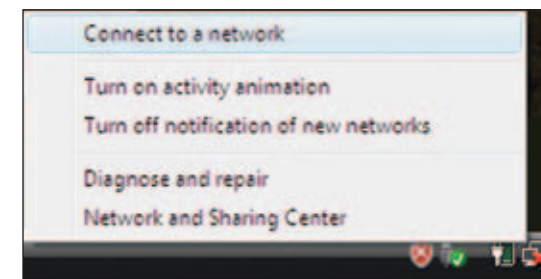 Connect to a network
Turn on activity animation
Turn off notification of new networks
Diagnose and repair
Network and Sharing Center